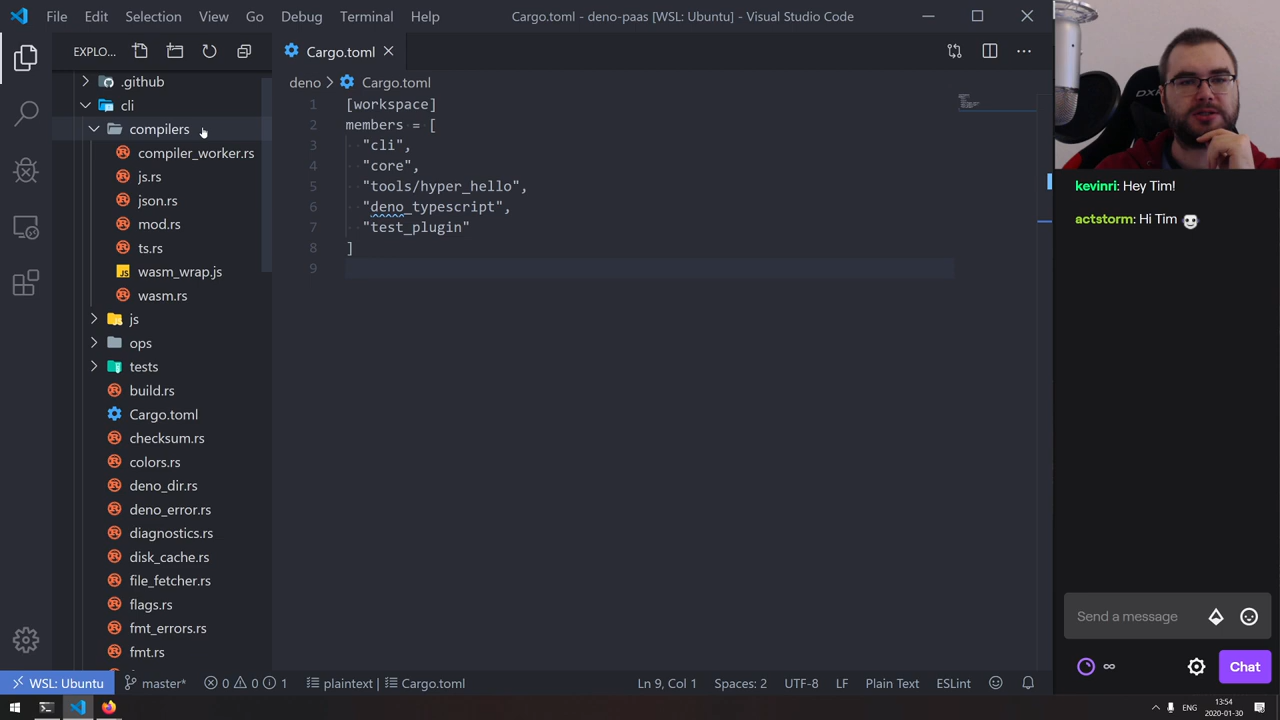 File Edit Selection View Go Debug Terminal Help
Cargo.toml - deno-paas [WSL: Ubuntu] - Visual Studio Code
EXPLO...
Cargo.toml
.github
cli
compilers
compiler_worker.rs
js.rs
json.rs
mod.rs
ts.rs
wasm_wrap.js
wasm.rs
js
ops
tests
build.rs
Cargo.toml
checksum.rs
colors.rs
deno_dir.rs
deno_error.rs
diagnostics.rs
disk_cache.rs
file_fetcher.rs
flags.rs
fmt_errors.rs
fmt.rs
deno > Cargo.toml
1 [workspace]
2 members = [
3 "cli",
4 "core",
5 "tools/hyper_hello",
6 "deno_typescript",
7 "test_plugin"
8 ]
9
DXR
kevinri: Hey Tim!
actstorm: Hi Tim
Send a message
Chat
WSL: Ubuntu master* 0 0 1 plaintext | Cargo.toml Ln 9, Col 1 Spaces: 2 UTF-8 LF Plain Text ESLint
ENG
13:54
2020-01-30